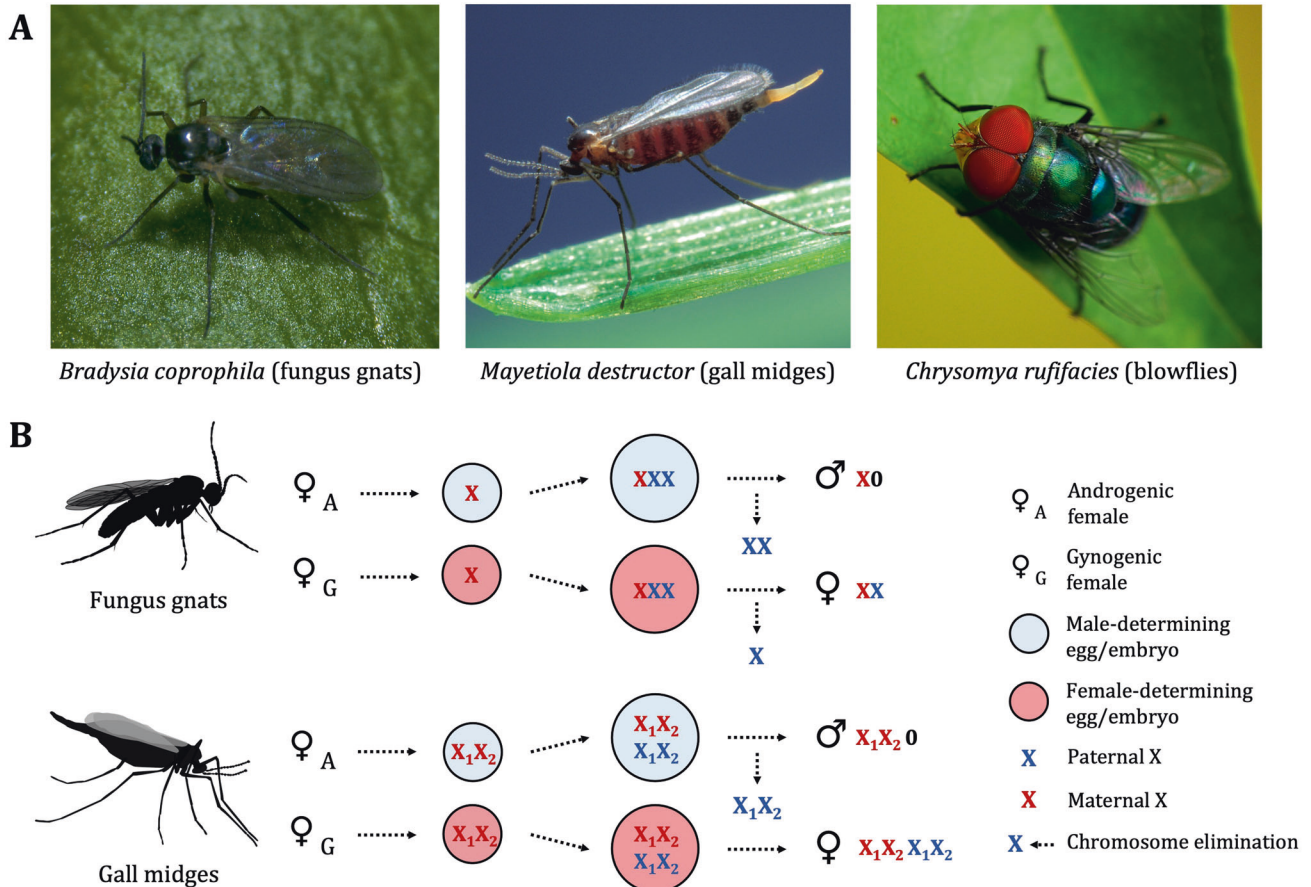 A
Bradysia coprophila (fungus gnats)
Mayetiola destructor (gall midges)
Chrysomya rufifacies (blowflies)
B
♀A
X
XXX
♂ X0
XX
♀G
X
XXX
♀ XX
X
Fungus gnats
♀A
X₁X₂
X₁X₂
X₁X₂
♂ X₁X₂ 0
X₁X₂
♀G
X₁X₂
X₁X₂
X₁X₂
♀ X₁X₂ X₁X₂
Gall midges
♀A Androgenic
female
♀G Gynogenic
female
Male-determining
egg/embryo
Female-determining
egg/embryo
X Paternal X
X Maternal X
X Chromosome elimination